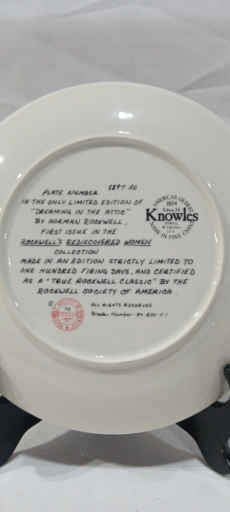 PLATE NUMBER
IN THE ONLY LIMITED EDITION OF
"DREAMING IN THE ATTIC"
BY NORMAN ROCKWELL,
FIRST ISSUE IN THE
ROCKWELL'S REDISCOVERED WOMEN
COLLECTION
MADE IN AN EDITION STRICTLY LIMITED TO
ONE HUNDRED FIRING DAYS, AND CERTIFIED
AS A "TRUE ROCKWELL CLASSIC" BY THE
ROCKWELL SOCIETY OF AMERICA.
ALL RIGHTS RESERVED
Knowles